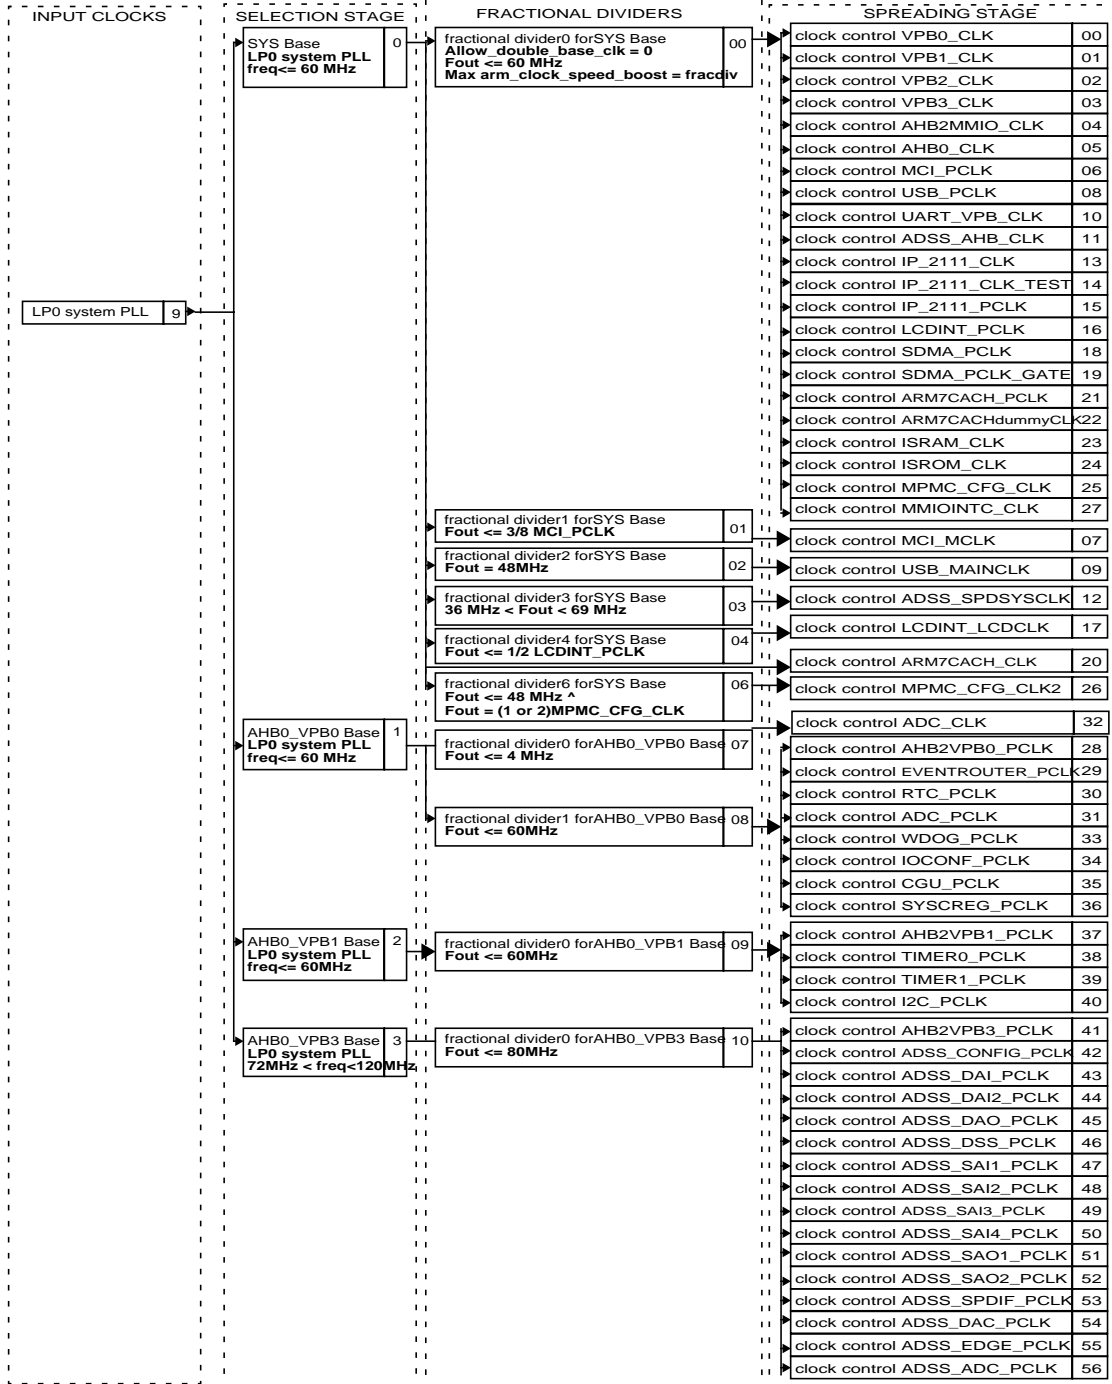 INPUT CLOCKS
SELECTION STAGE
FRACTIONAL DIVIDERS
SPREADING STAGE
LP0 system PLL 9
SYS Base 0
LP0 system PLL
freq<= 60 MHz
AHB0_VPB0 Base 1
LP0 system PLL
freq<= 60 MHz
AHB0_VPB1 Base 2
LP0 system PLL
freq<= 60MHz
AHB0_VPB3 Base 3
LP0 system PLL
72MHz < freq<120MHz
fractional divider0 forSYS Base 00
Allow_double_base_clk = 0
Fout <= 60 MHz
Max arm_clock_speed_boost = fracdiv
fractional divider1 forSYS Base 01
Fout <= 3/8 MCI_PCLK
fractional divider2 forSYS Base 02
Fout = 48MHz
fractional divider3 forSYS Base 03
36 MHz < Fout < 69 MHz
fractional divider4 forSYS Base 04
Fout <= 1/2 LCDINT_PCLK
fractional divider6 forSYS Base 06
Fout <= 48 MHz ^
Fout = (1 or 2)MPMC_CFG_CLK
fractional divider0 forAHB0_VPB0 Base 07
Fout <= 4 MHz
fractional divider1 forAHB0_VPB0 Base 08
Fout <= 60MHz
fractional divider0 forAHB0_VPB1 Base 09
Fout <= 60MHz
fractional divider0 forAHB0_VPB3 Base 10
Fout <= 80MHz
clock control VPB0_CLK 00
clock control VPB1_CLK 01
clock control VPB2_CLK 02
clock control VPB3_CLK 03
clock control AHB2MMIO_CLK 04
clock control AHB0_CLK 05
clock control MCI_PCLK 06
clock control USB_PCLK 08
clock control UART_VPB_CLK 10
clock control ADSS_AHB_CLK 11
clock control IP_2111_CLK 13
clock control IP_2111_CLK_TEST 14
clock control IP_2111_PCLK 15
clock control LCDINT_PCLK 16
clock control SDMA_PCLK 18
clock control SDMA_PCLK_GATE 19
clock control ARM7CACH_PCLK 21
clock control ARM7CACHdummyCLK 22
clock control ISRAM_CLK 23
clock control ISROM_CLK 24
clock control MPMC_CFG_CLK 25
clock control MMIOINTC_CLK 27
clock control MCI_MCLK 07
clock control USB_MAINCLK 09
clock control ADSS_SPDSYSCLK 12
clock control LCDINT_LCDCLK 17
clock control ARM7CACH_CLK 20
clock control MPMC_CFG_CLK2 26
clock control ADC_CLK 32
clock control AHB2VPB0_PCLK 28
clock control EVENTROUTER_PCLK 29
clock control RTC_PCLK 30
clock control ADC_PCLK 31
clock control WDOG_PCLK 33
clock control IOCONF_PCLK 34
clock control CGU_PCLK 35
clock control SYSCREG_PCLK 36
clock control AHB2VPB1_PCLK 37
clock control TIMER0_PCLK 38
clock control TIMER1_PCLK 39
clock control I2C_PCLK 40
clock control AHB2VPB3_PCLK 41
clock control ADSS_CONFIG_PCLK 42
clock control ADSS_DAI_PCLK 43
clock control ADSS_DAI2_PCLK 44
clock control ADSS_DAO_PCLK 45
clock control ADSS_DSS_PCLK 46
clock control ADSS_SAI1_PCLK 47
clock control ADSS_SAI2_PCLK 48
clock control ADSS_SAI3_PCLK 49
clock control ADSS_SAI4_PCLK 50
clock control ADSS_SAO1_PCLK 51
clock control ADSS_SAO2_PCLK 52
clock control ADSS_SPDIF_PCLK 53
clock control ADSS_DAC_PCLK 54
clock control ADSS_EDGE_PCLK 55
clock control ADSS_ADC_PCLK 56